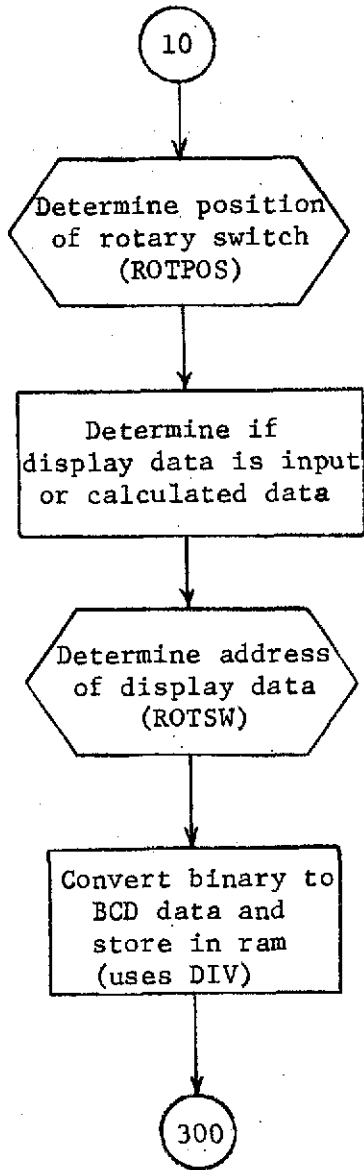 10
Determine position
of rotary switch
(ROTPOS)
Determine if
display data is input
or calculated data
Determine address
of display data
(ROTSW)
Convert binary to
BCD data and
store in ram
(uses DIV)
300